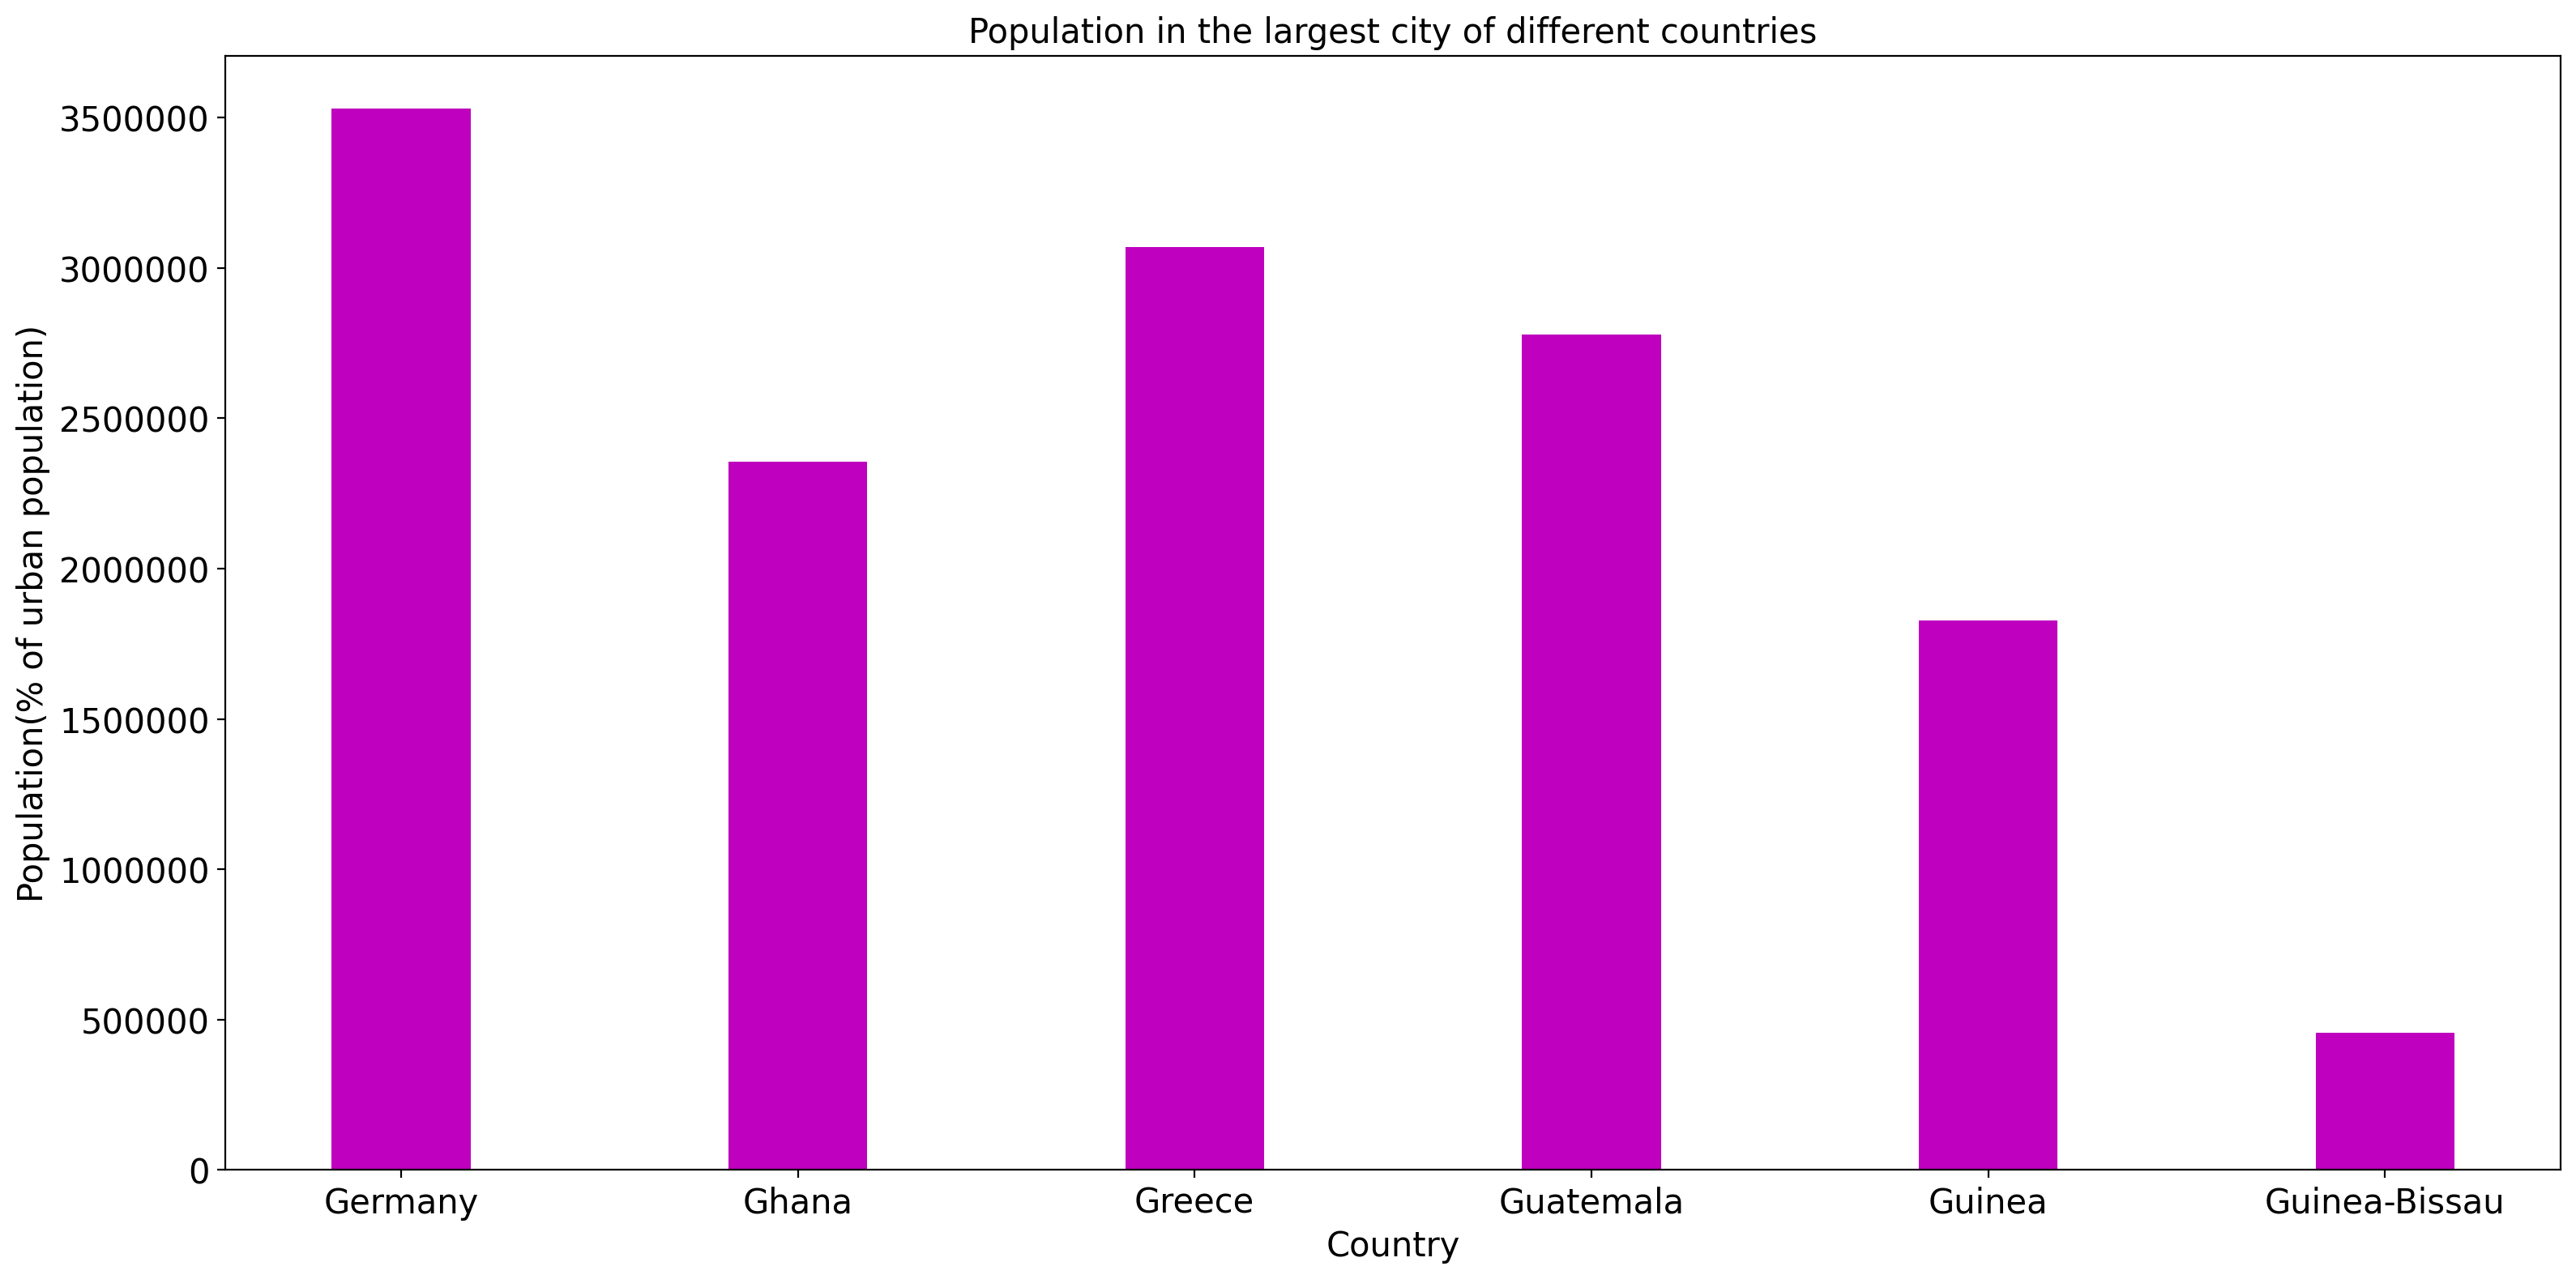 Population in the largest city of different countries
Population(% of urban population)
3500000
3000000
2500000
2000000
1500000
1000000
500000
0
Germany Ghana Greece Guatemala Guinea Guinea-Bissau
Country